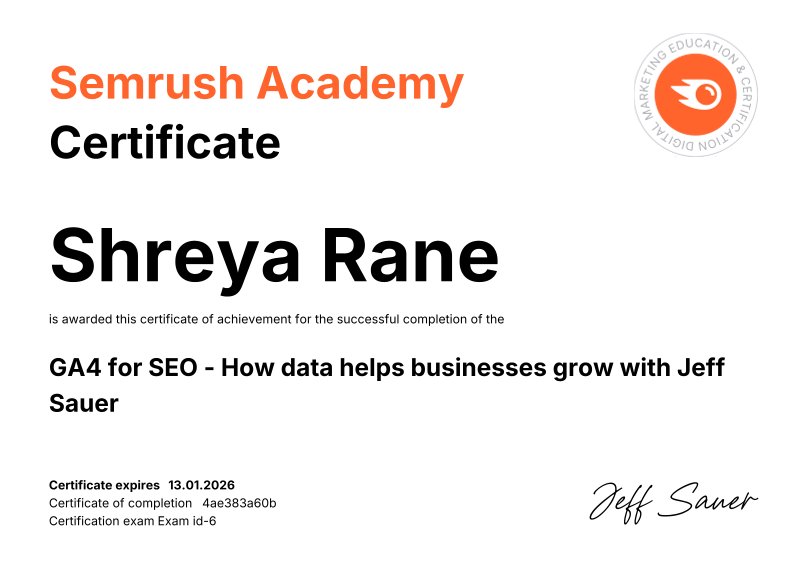 Semrush Academy
Certificate
DIGITAL MARKETING EDUCATION & CERTIFICATION
Shreya Rane
is awarded this certificate of achievement for the successful completion of the
GA4 for SEO - How data helps businesses grow with Jeff
Sauer
Certificate expires 13.01.2026
Certificate of completion 4ae383a60b
Certification exam Exam id-6
Jeff Sauer